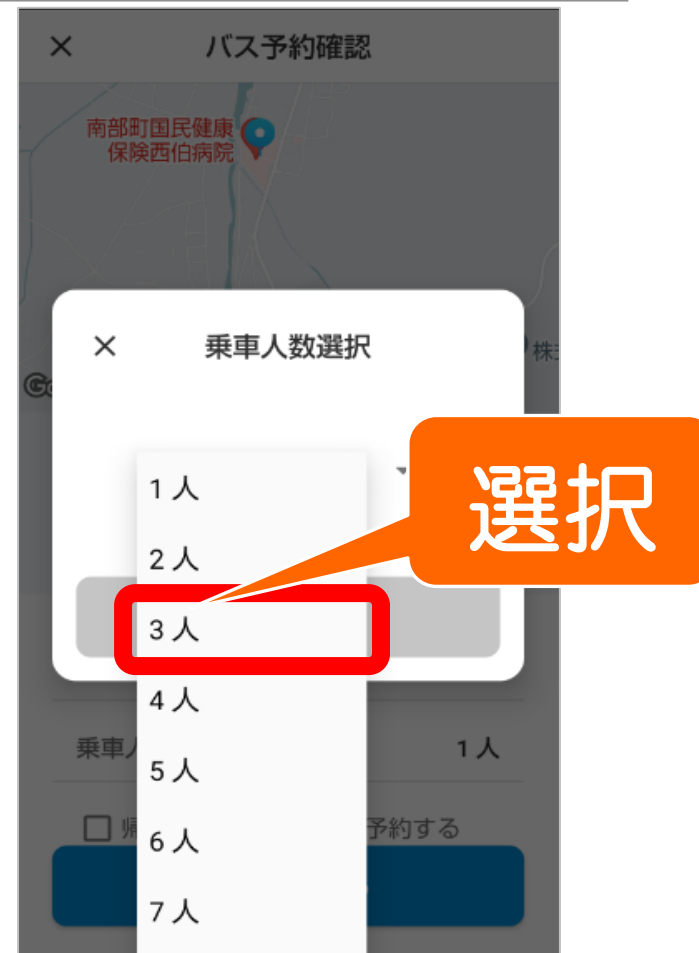 バス予約確認
南部町国民健康
保険西伯病院
乗車人数選択
株
選択
1 人
2 人
3 人
4 人
5 人
6 人
7 人
乗車
1 人
予約する